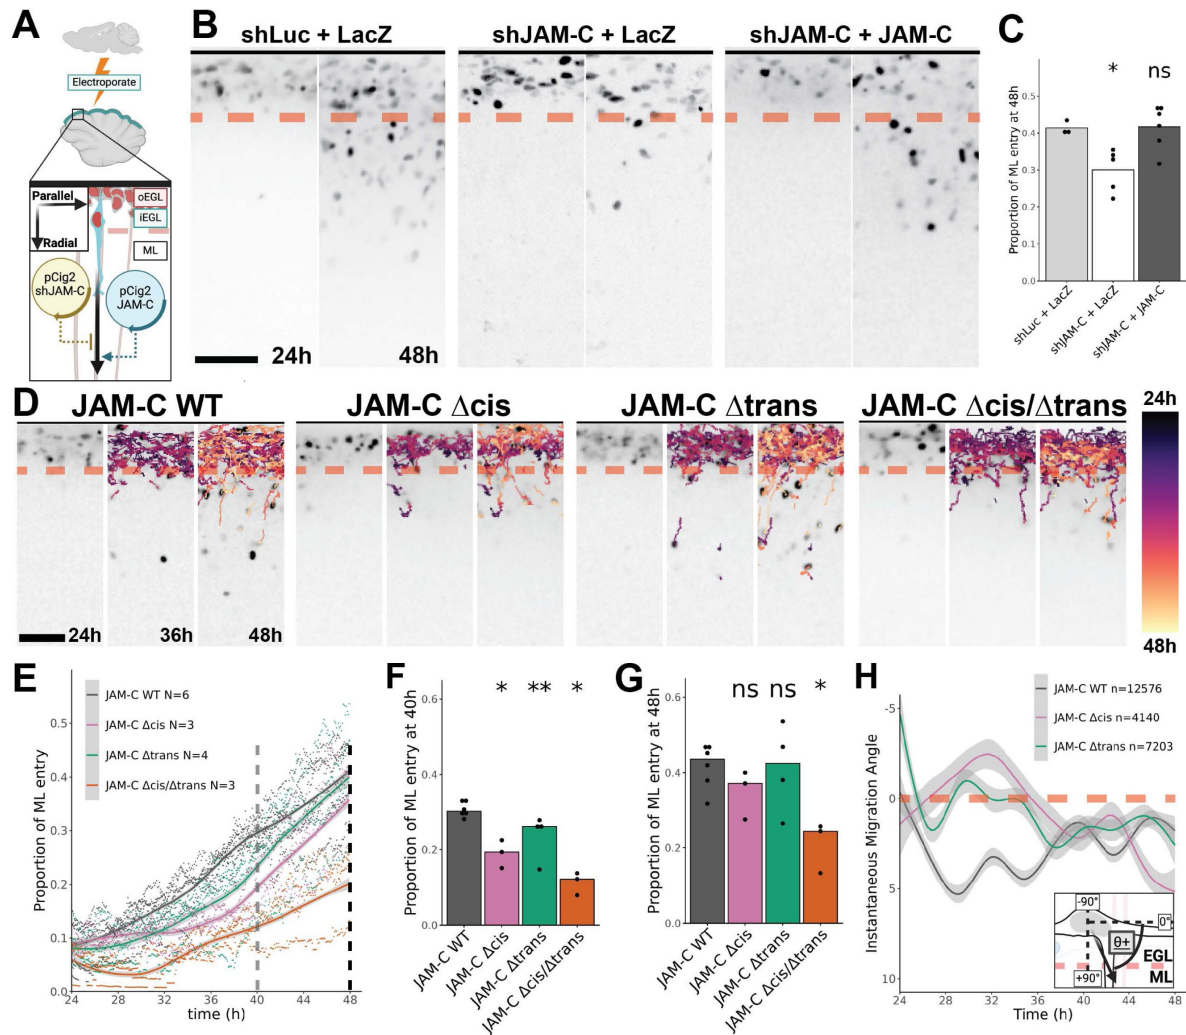 A
Electroporate
Parallel
Radial
oEGL
iEGL
ML
pCig2
shJAM-C
pCig2
JAM-C
B
shLuc + LacZ
shJAM-C + LacZ
shJAM-C + JAM-C
24h
48h
C
Proportion of ML entry at 48h
0.5
0.4
0.3
0.2
0.1
0.0
*
ns
shLuc + LacZ
shJAM-C + LacZ
shJAM-C + JAM-C
D
JAM-C WT
JAM-C Δcis
JAM-C Δtrans
JAM-C Δcis/Δtrans
24h
36h
48h
24h
48h
E
Proportion of ML entry
0.5
0.4
0.3
0.2
0.1
0.0
JAM-C WT N=6
JAM-C Δcis N=3
JAM-C Δtrans N=4
JAM-C Δcis/Δtrans N=3
24
28
32
36
40
44
48
time (h)
F
Proportion of ML entry at 40h
0.6
0.4
0.2
0.0
*
**
*
JAM-C WT
JAM-C Δcis
JAM-C Δtrans
JAM-C Δcis/Δtrans
G
Proportion of ML entry at 48h
0.6
0.4
0.2
0.0
ns
ns
*
JAM-C WT
JAM-C Δcis
JAM-C Δtrans
JAM-C Δcis/Δtrans
H
Instantaneous Migration Angle
-5
0
5
10
JAM-C WT n=12576
JAM-C Δcis n=4140
JAM-C Δtrans n=7203
-90°
0°
θ+
+90°
EGL
ML
24
28
32
36
40
44
48
Time (h)